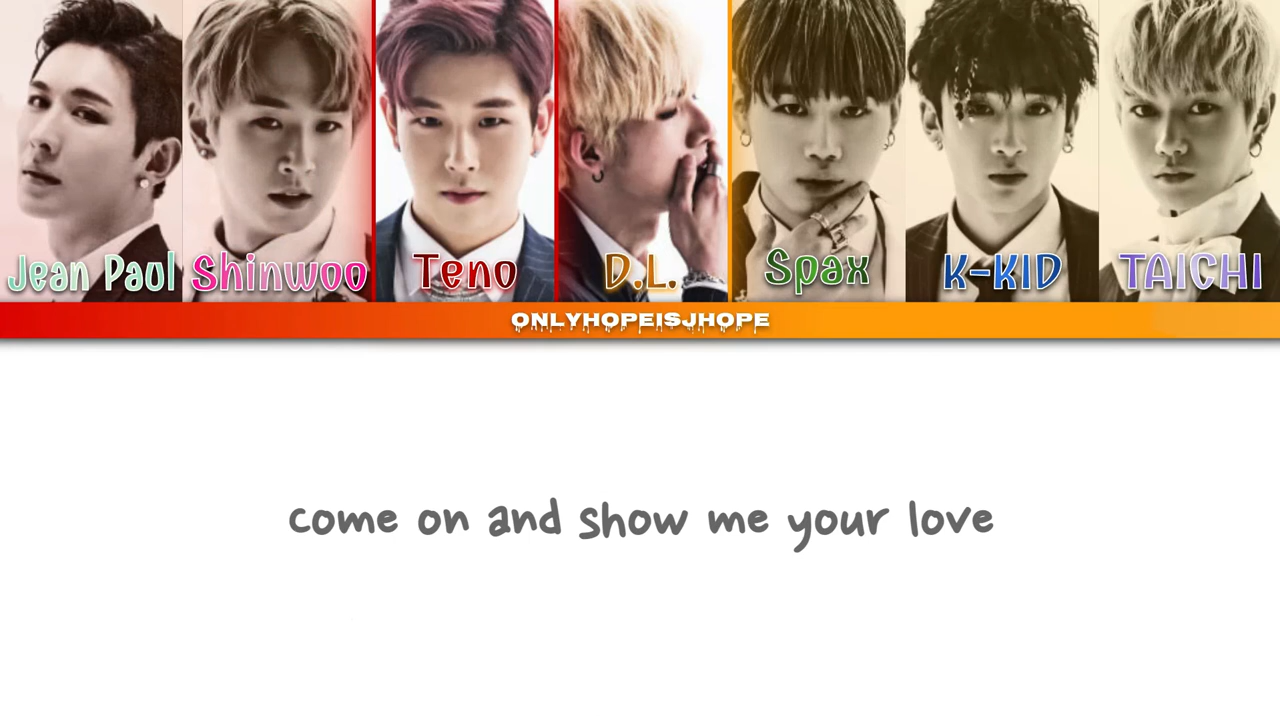 Jean Paul Shinwoo Teno D.L. Spax K-KID TAICHI
ONLYHOPEISJHOPE
come on and show me your love